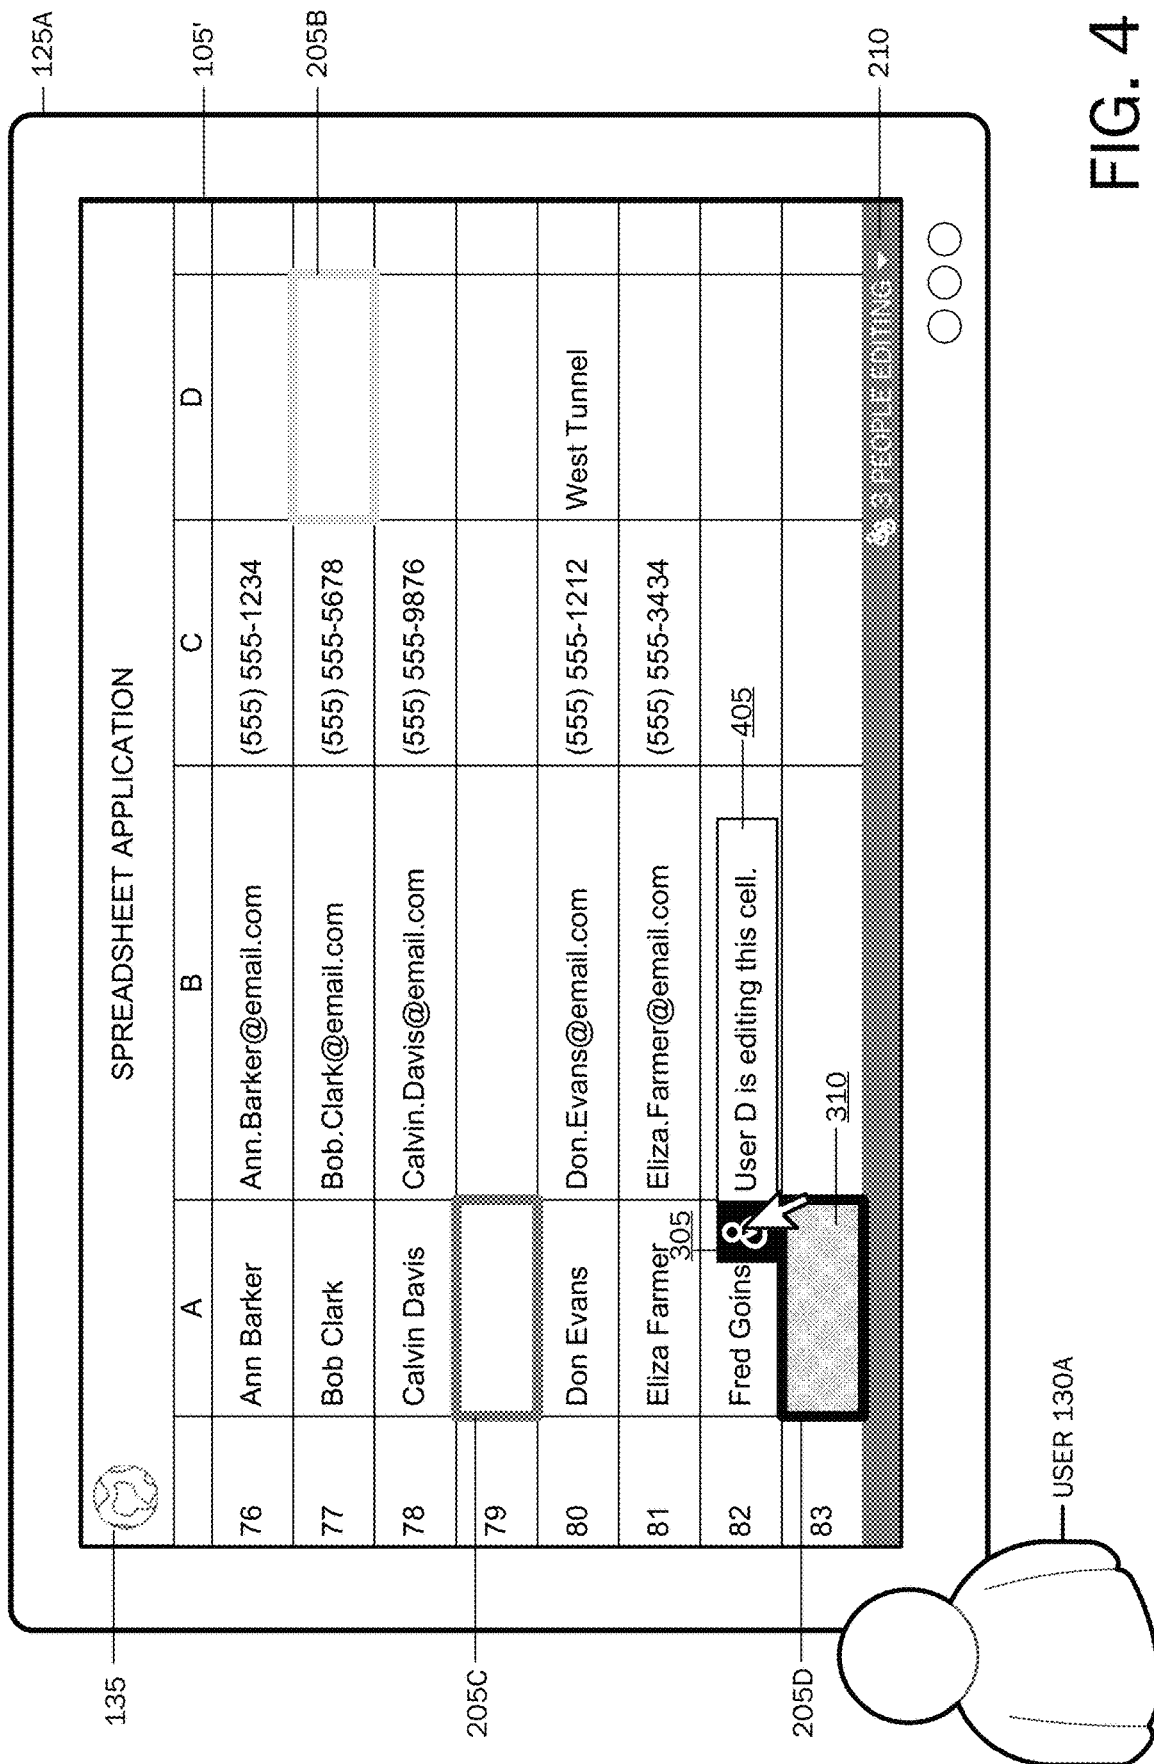 125A
105'
205B
135
SPREADSHEET APPLICATION
A B C D
76 Ann Barker Ann.Barker@email.com (555) 555-1234
77 Bob Clark Bob.Clark@email.com (555) 555-5678
78 Calvin Davis Calvin.Davis@email.com (555) 555-9876
205C
79
80 Don Evans Don.Evans@email.com (555) 555-1212 West Tunnel
81 Eliza Farmer Eliza.Farmer@email.com (555) 555-3434
305
82 Fred Goins User D is editing this cell.
405
205D
83
310
3 PEOPLE EDITING
210
USER 130A
FIG. 4